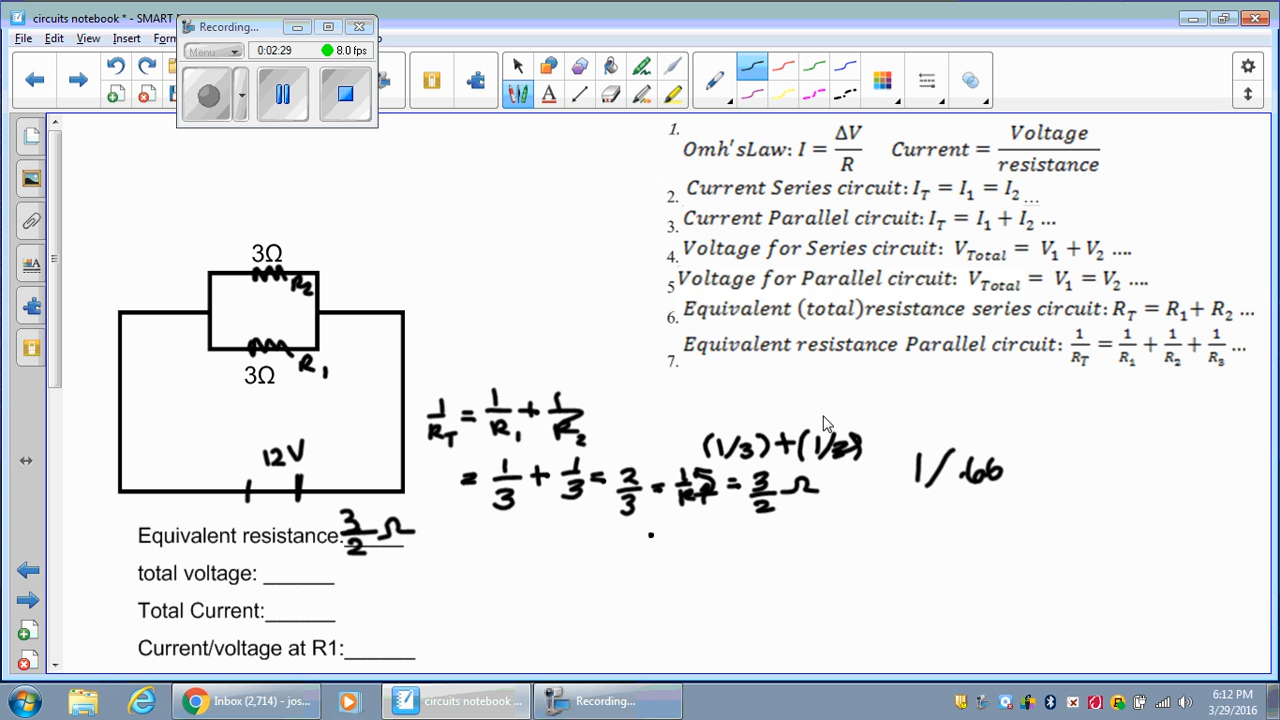 circuits notebook * - SMART
Recording...
File Edit View Insert
Menu 0:02:29 8.0 fps
1. Omh'sLaw: I = ΔV/R Current = Voltage/resistance
2. Current Series circuit: I_T = I_1 = I_2 ...
3. Current Parallel circuit: I_T = I_1 + I_2 ...
4. Voltage for Series circuit: V_Total = V_1 + V_2 ....
5 Voltage for Parallel circuit: V_Total = V_1 = V_2 ....
6. Equivalent (total)resistance series circuit: R_T = R_1 + R_2 ...
7. Equivalent resistance Parallel circuit: 1/R_T = 1/R_1 + 1/R_2 + 1/R_3 ...
3Ω
R2
R1
3Ω
12V
1/R_T = 1/R_1 + 1/R_2
(1/3)+(1/3)
= 1/3 + 1/3 = 2/3 = = 3/2 Ω
1/.66
Equivalent resistance: 3/2 Ω
total voltage: ______
Total Current:______
Current/voltage at R1:______
Inbox (2,714) - jos...
circuits notebook ...
Recording...
6:12 PM
3/29/2016